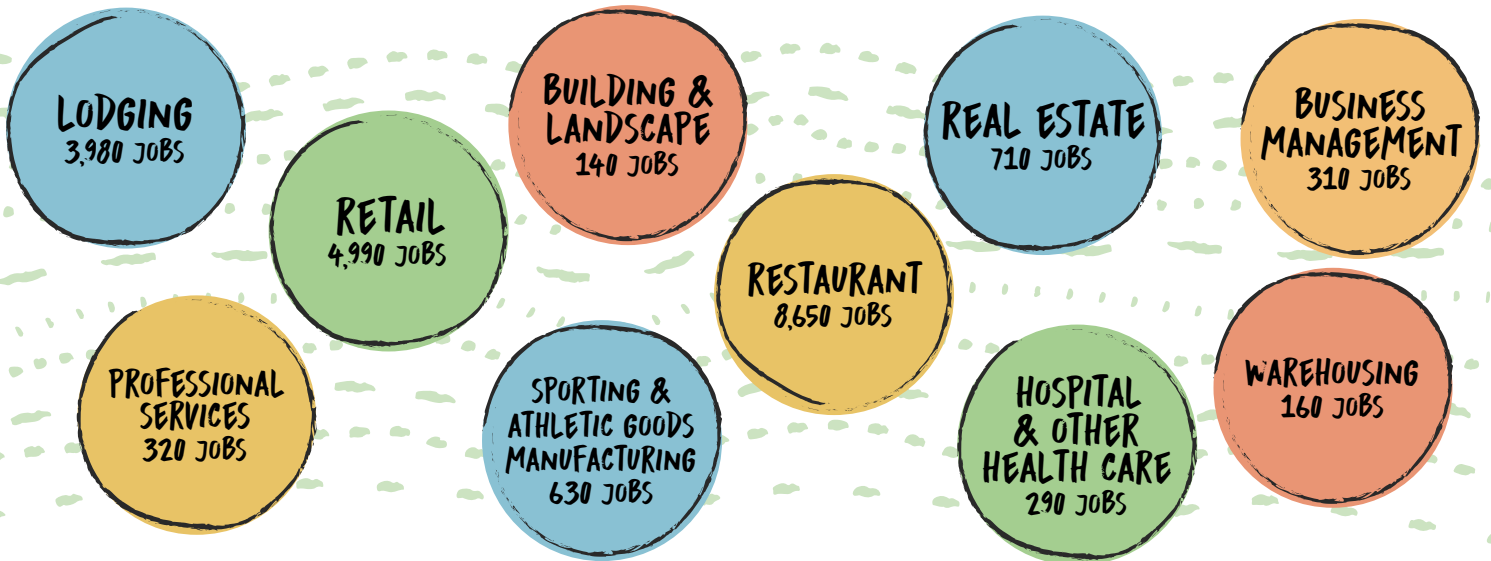 LODGING
3,980 JOBS
RETAIL
4,990 JOBS
BUILDING &
LANDSCAPE
140 JOBS
RESTAURANT
8,650 JOBS
REAL ESTATE
710 JOBS
BUSINESS
MANAGEMENT
310 JOBS
PROFESSIONAL
SERVICES
320 JOBS
SPORTING &
ATHLETIC GOODS
MANUFACTURING
630 JOBS
HOSPITAL
& OTHER
HEALTH CARE
290 JOBS
WAREHOUSING
160 JOBS